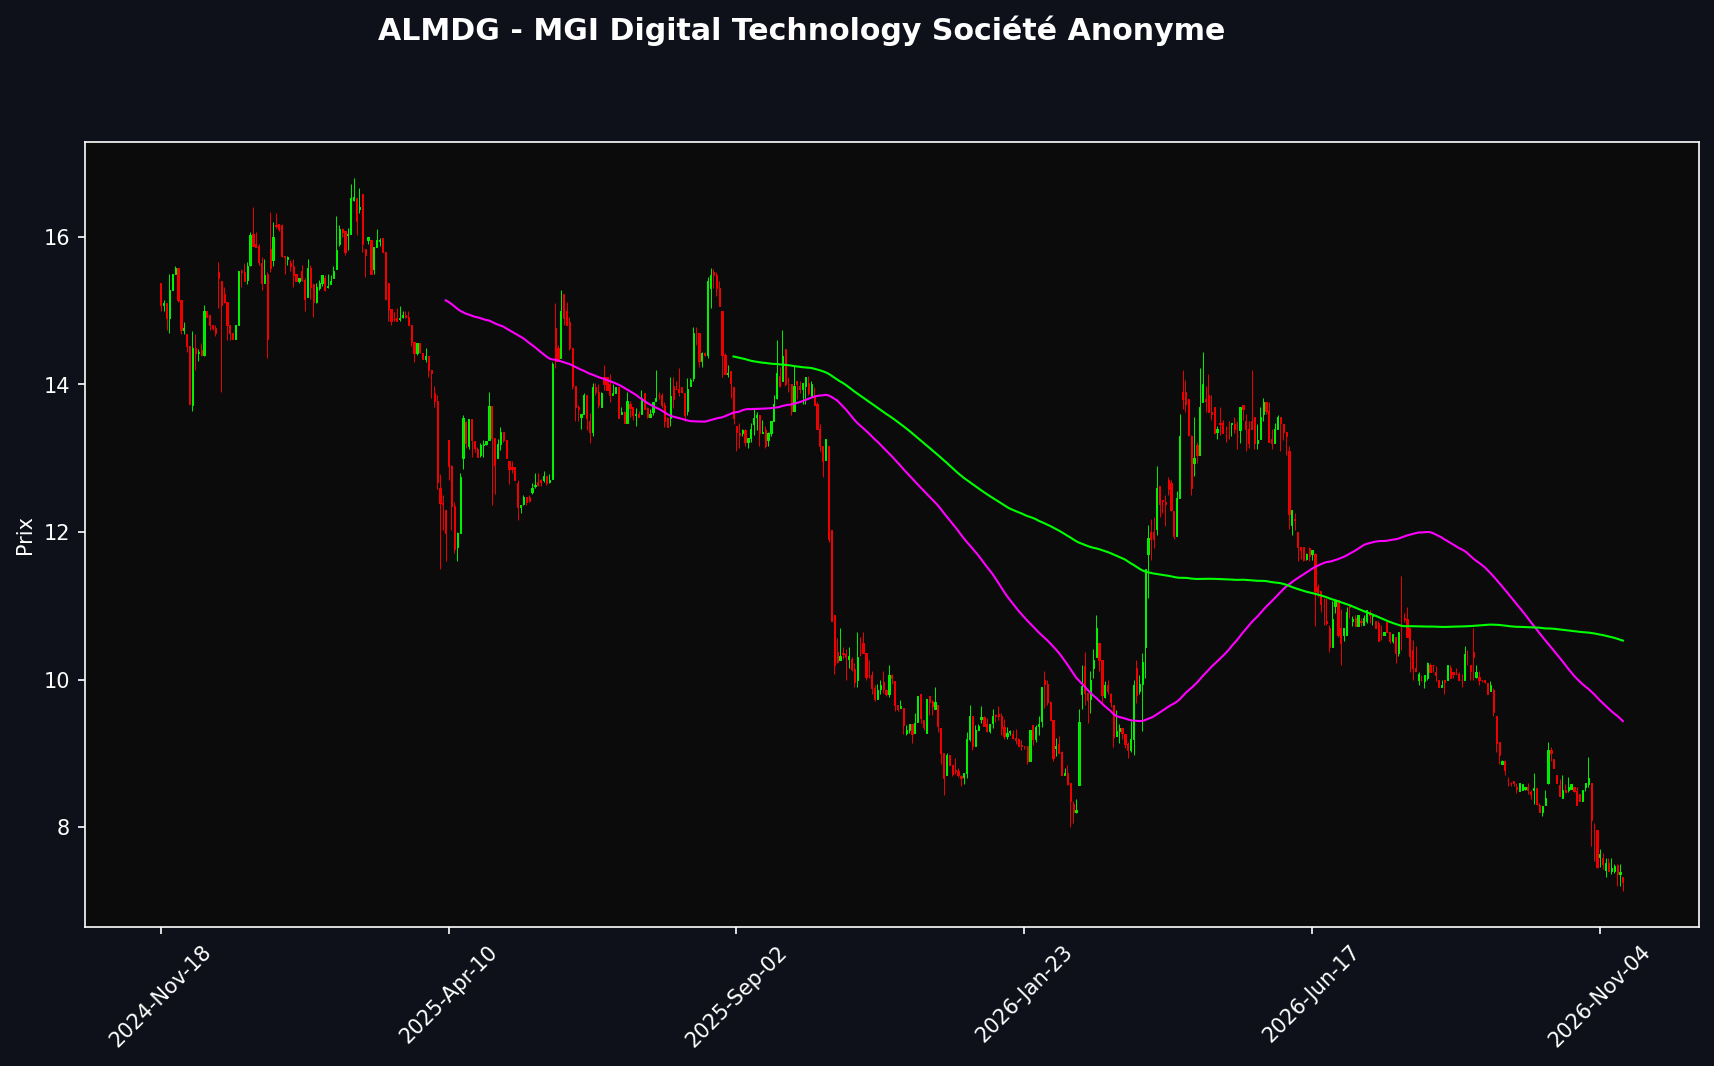 ALMDG - MGI Digital Technology Société Anonyme
Prix
16
14
12
10
8
2024-Nov-18
2025-Apr-10
2025-Sep-02
2026-Jan-23
2026-Jun-17
2026-Nov-04